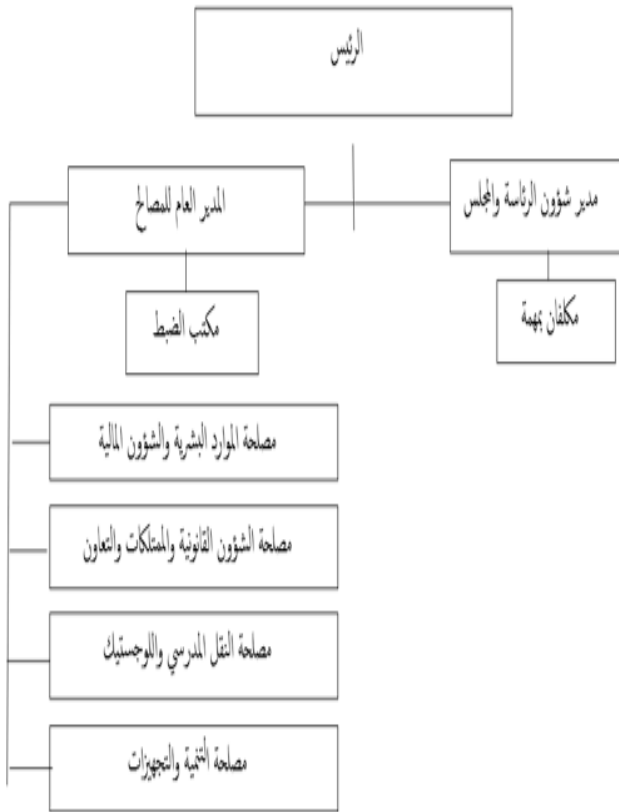 الرئيس
مدير شؤون الرئاسة والمجلس
المدير العام للمصالح
مكلفان بمهمة
مكتب الضبط
مصلحة الموارد البشرية والشؤون المالية
مصلحة الشؤون القانونية والممتلكات والتعاون
مصلحة النقل المدرسي واللوجستيك
مصلحة التنمية والتجهيزات